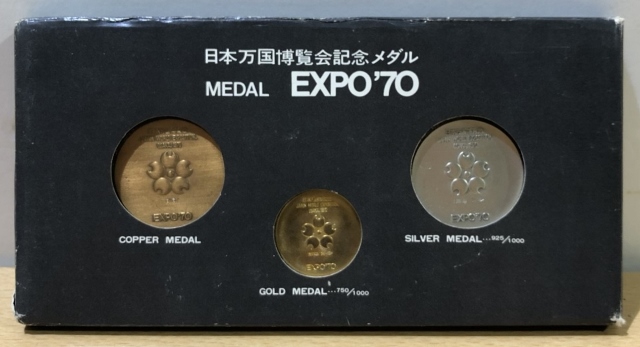 日本万国博覧会記念メダル
MEDAL EXPO'70
EXPO'70
EXPO'70
EXPO'70
COPPER MEDAL
SILVER MEDAL...925/1000
GOLD MEDAL...750/1000